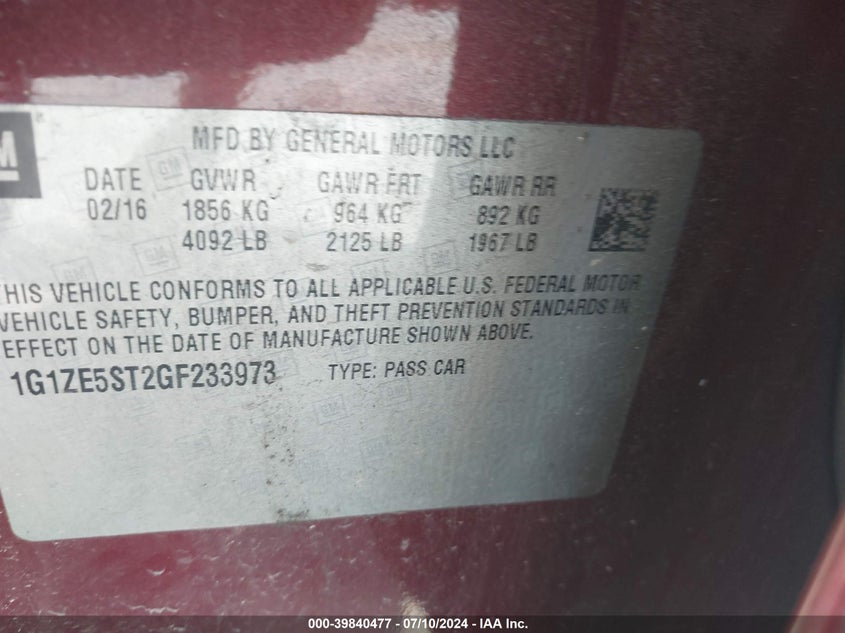 MFD BY GENERAL MOTORS LLC
DATE GVWR GAWR FRT GAWR RR
02/16 1856 KG 964 KG 892 KG
4092 LB 2125 LB 1967 LB
THIS VEHICLE CONFORMS TO ALL APPLICABLE U.S. FEDERAL MOTOR
VEHICLE SAFETY, BUMPER, AND THEFT PREVENTION STANDARDS IN
EFFECT ON THE DATE OF MANUFACTURE SHOWN ABOVE.
1G1ZE5ST2GF233973 TYPE: PASS CAR
000-39840477 - 07/10/2024 - IAA Inc.